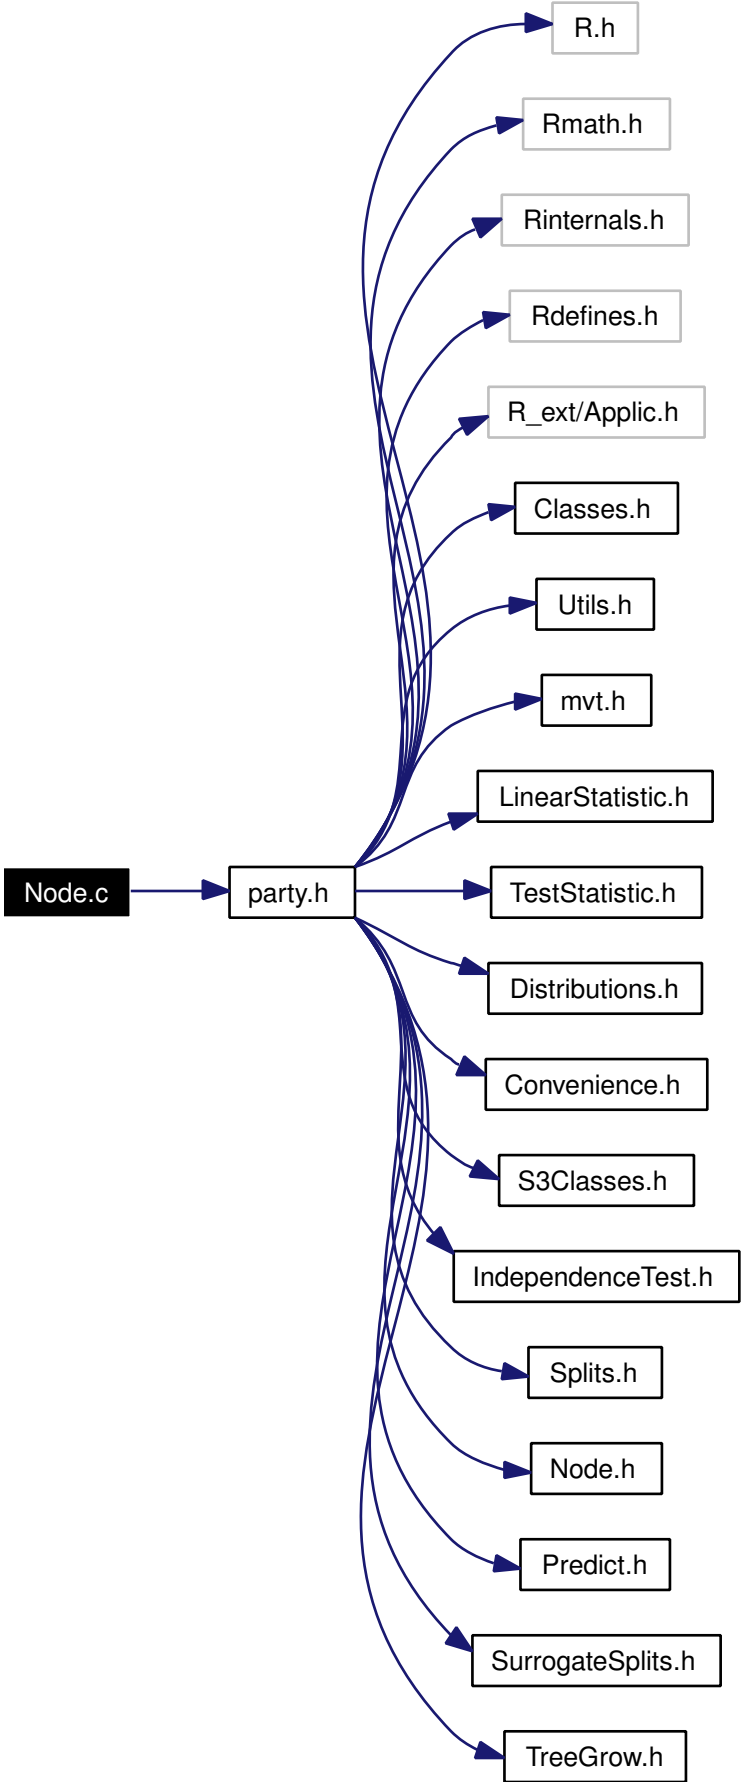 R.h
Rmath.h
Rinternals.h
Rdefines.h
R_ext/Applic.h
Classes.h
Utils.h
mvt.h
LinearStatistic.h
Node.c
party.h
TestStatistic.h
Distributions.h
Convenience.h
S3Classes.h
IndependenceTest.h
Splits.h
Node.h
Predict.h
SurrogateSplits.h
TreeGrow.h